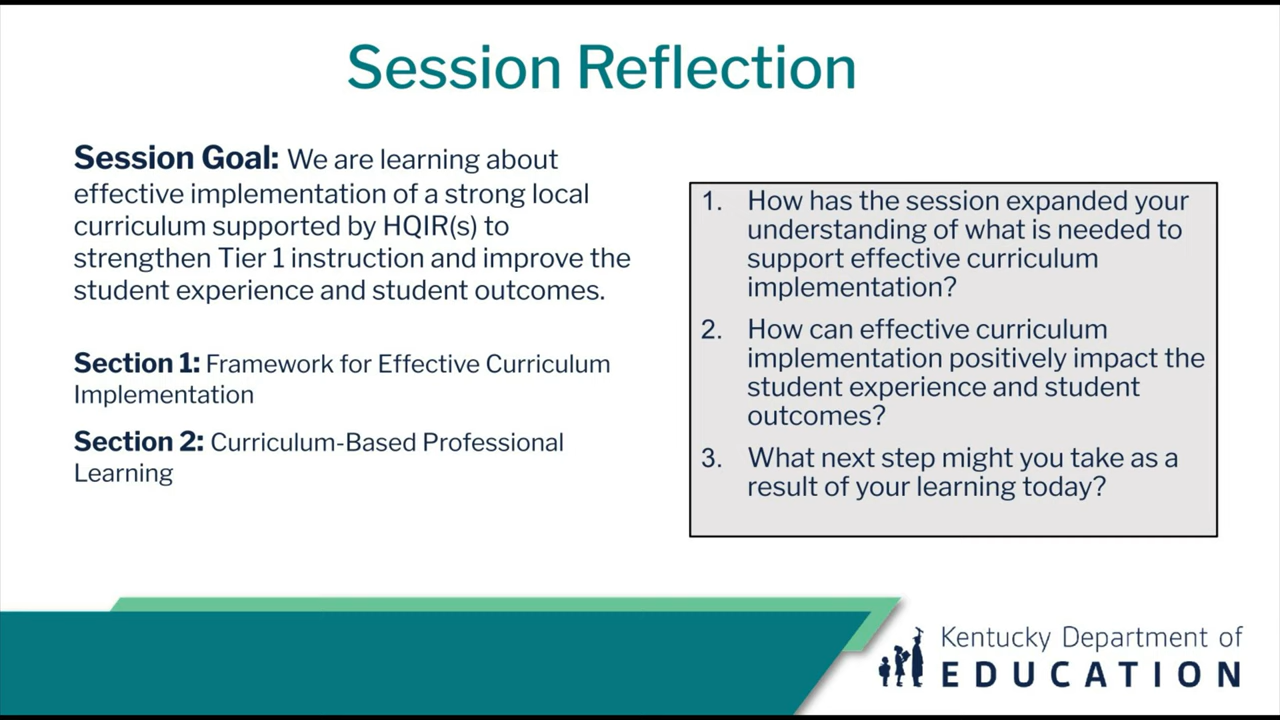 Session Reflection
Session Goal: We are learning about
effective implementation of a strong local
curriculum supported by HQIR(s) to
strengthen Tier 1 instruction and improve the
student experience and student outcomes.
Section 1: Framework for Effective Curriculum
Implementation
Section 2: Curriculum-Based Professional
Learning
1. How has the session expanded your
understanding of what is needed to
support effective curriculum
implementation?
2. How can effective curriculum
implementation positively impact the
student experience and student
outcomes?
3. What next step might you take as a
result of your learning today?
Kentucky Department of
EDUCATION